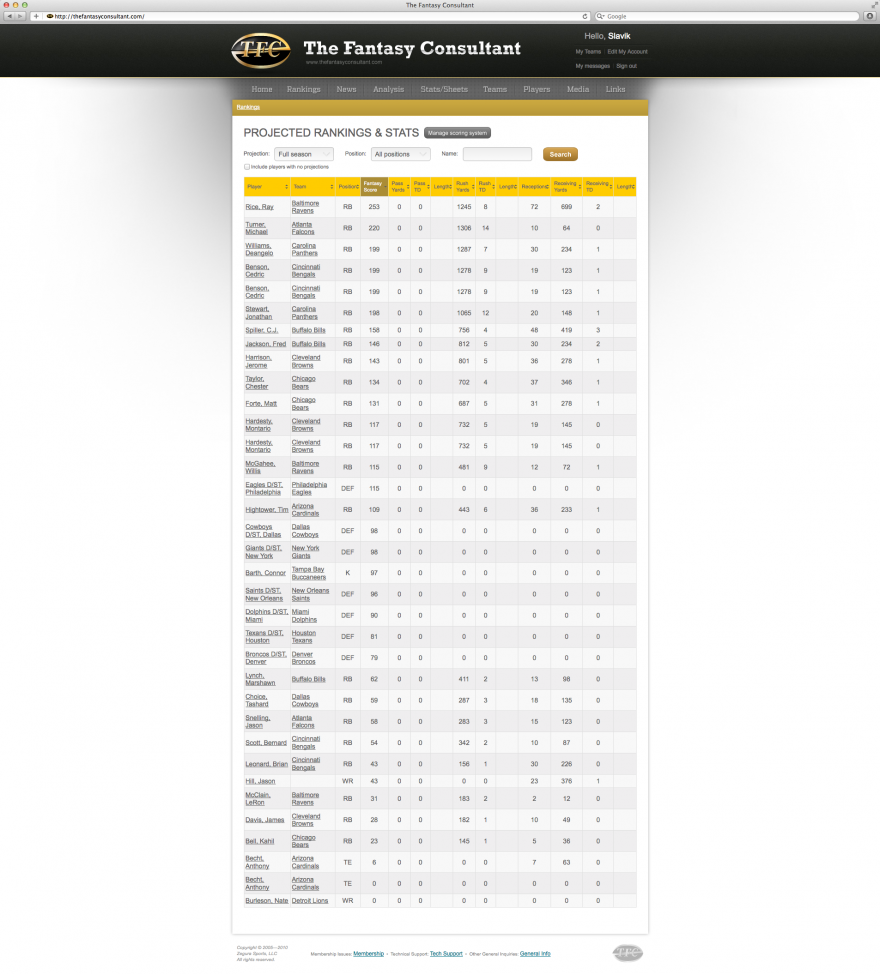 The Fantasy Consultant
http://thefantasyconsultant.com/
Google
TFC
The Fantasy Consultant
www.thefantasyconsultant.com
Hello, Slavik
My Teams | Edit My Account
My messages | Sign out
Home Rankings News Analysis Stats/Sheets Teams Players Media Links
Rankings
PROJECTED RANKINGS & STATS Manage scoring system
Projection: Full season Position: All positions Name: Search
Include players with no projections
Player Team Position Fantasy Score Pass Yards Pass TD Length Rush Yards Rush TD Length Receptions Receiving Yards Receiving TD Length
Rice, Ray Baltimore Ravens RB 253 0 0 1245 8 72 699 2
Turner, Michael Atlanta Falcons RB 220 0 0 1306 14 10 64 0
Williams, Deangelo Carolina Panthers RB 199 0 0 1287 7 30 234 1
Benson, Cedric Cincinnati Bengals RB 199 0 0 1278 9 19 123 1
Benson, Cedric Cincinnati Bengals RB 199 0 0 1278 9 19 123 1
Stewart, Jonathan Carolina Panthers RB 198 0 0 1065 12 20 148 1
Spiller, C.J. Buffalo Bills RB 158 0 0 756 4 48 419 3
Jackson, Fred Buffalo Bills RB 146 0 0 812 5 30 234 2
Harrison, Jerome Cleveland Browns RB 143 0 0 801 5 36 278 1
Taylor, Chester Chicago Bears RB 134 0 0 702 4 37 346 1
Forte, Matt Chicago Bears RB 131 0 0 687 5 31 278 1
Hardesty, Montario Cleveland Browns RB 117 0 0 732 5 19 145 0
Hardesty, Montario Cleveland Browns RB 117 0 0 732 5 19 145 0
McGahee, Willis Baltimore Ravens RB 115 0 0 481 9 12 72 1
Eagles D/ST, Philadelphia Philadelphia Eagles DEF 115 0 0 0 0 0 0 0
Hightower, Tim Arizona Cardinals RB 109 0 0 443 6 36 233 1
Cowboys D/ST, Dallas Dallas Cowboys DEF 98 0 0 0 0 0 0 0
Giants D/ST, New York New York Giants DEF 98 0 0 0 0 0 0 0
Barth, Connor Tampa Bay Buccaneers K 97 0 0 0 0 0 0 0
Saints D/ST, New Orleans New Orleans Saints DEF 96 0 0 0 0 0 0 0
Dolphins D/ST, Miami Miami Dolphins DEF 90 0 0 0 0 0 0 0
Texans D/ST, Houston Houston Texans DEF 81 0 0 0 0 0 0 0
Broncos D/ST, Denver Denver Broncos DEF 79 0 0 0 0 0 0 0
Lynch, Marshawn Buffalo Bills RB 62 0 0 411 2 13 98 0
Choice, Tashard Dallas Cowboys RB 59 0 0 287 3 18 135 0
Snelling, Jason Atlanta Falcons RB 58 0 0 283 3 15 123 0
Scott, Bernard Cincinnati Bengals RB 54 0 0 342 2 10 87 0
Leonard, Brian Cincinnati Bengals RB 43 0 0 156 1 30 226 0
Hill, Jason WR 43 0 0 0 0 23 376 1
McClain, LeRon Baltimore Ravens RB 31 0 0 183 2 2 12 0
Davis, James Cleveland Browns RB 28 0 0 182 1 10 49 0
Bell, Kahil Chicago Bears RB 23 0 0 145 1 5 36 0
Becht, Anthony Arizona Cardinals TE 6 0 0 0 0 7 63 0
Becht, Anthony Arizona Cardinals TE 0 0 0 0 0 0 0 0
Burleson, Nate Detroit Lions WR 0 0 0 0 0 0 0 0
Copyright © 2005 - 2010
Zagure Sports, LLC
All rights reserved.
Membership Issues: Membership - Technical Support: Tech Support - Other General Inquiries: General Info
TFC